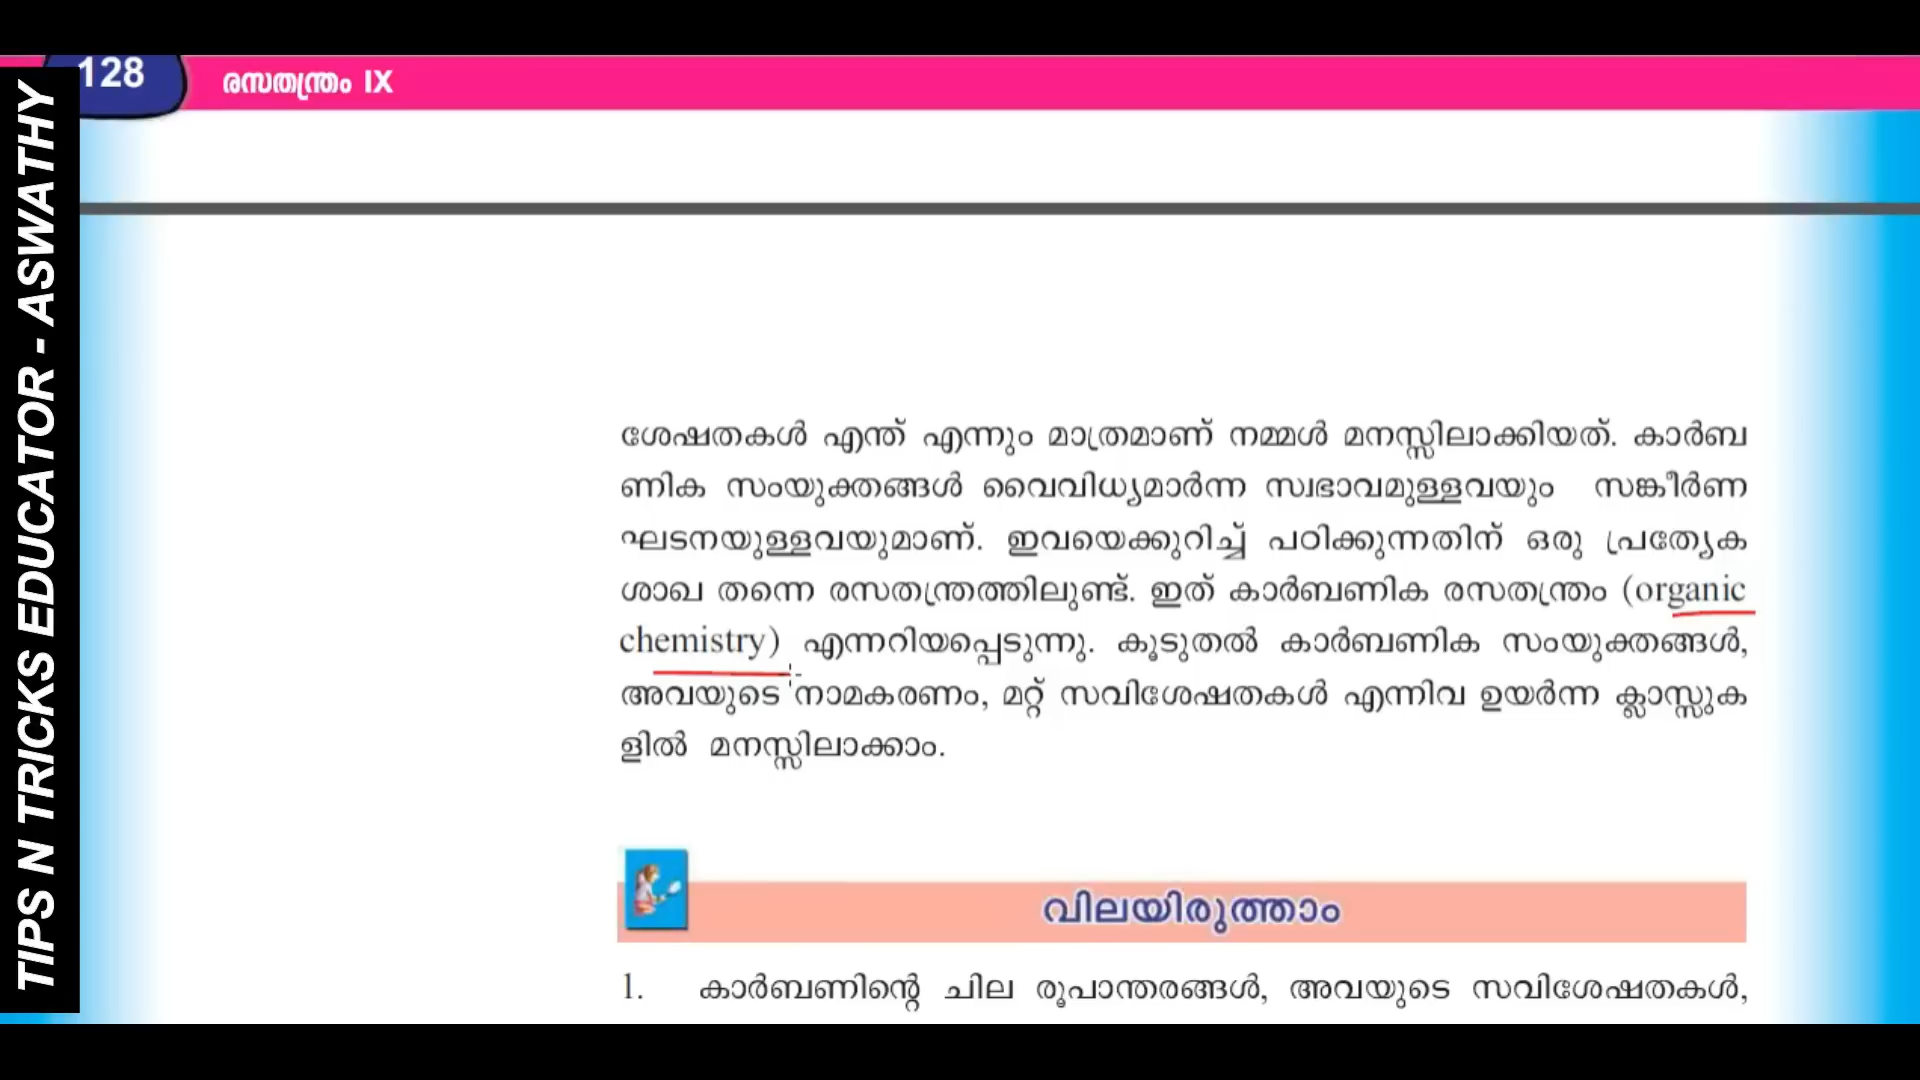 128
രസതന്ത്രം IX
TIPS N TRICKS EDUCATOR - ASWATHY
ശേഷതകൾ എന്ത് എന്നും മാത്രമാണ് നമ്മൾ മനസ്സിലാക്കിയത്. കാർബ
ണിക സംയുക്തങ്ങൾ വൈവിധ്യമാർന്ന സ്വഭാവമുള്ളവയും സങ്കീർണ
ഘടനയുള്ളവയുമാണ്. ഇവയെക്കുറിച്ച് പഠിക്കുന്നതിന് ഒരു പ്രത്യേക
ശാഖ തന്നെ രസതന്ത്രത്തിലുണ്ട്. ഇത് കാർബണിക രസതന്ത്രം (organic
chemistry) എന്നറിയപ്പെടുന്നു. കൂടുതൽ കാർബണിക സംയുക്തങ്ങൾ,
അവയുടെ നാമകരണം, മറ്റ് സവിശേഷതകൾ എന്നിവ ഉയർന്ന ക്ലാസ്സുക
ളിൽ മനസ്സിലാക്കാം.
വിലയിരുത്താം
1. കാർബണിന്റെ ചില രൂപാന്തരങ്ങൾ, അവയുടെ സവിശേഷതകൾ,